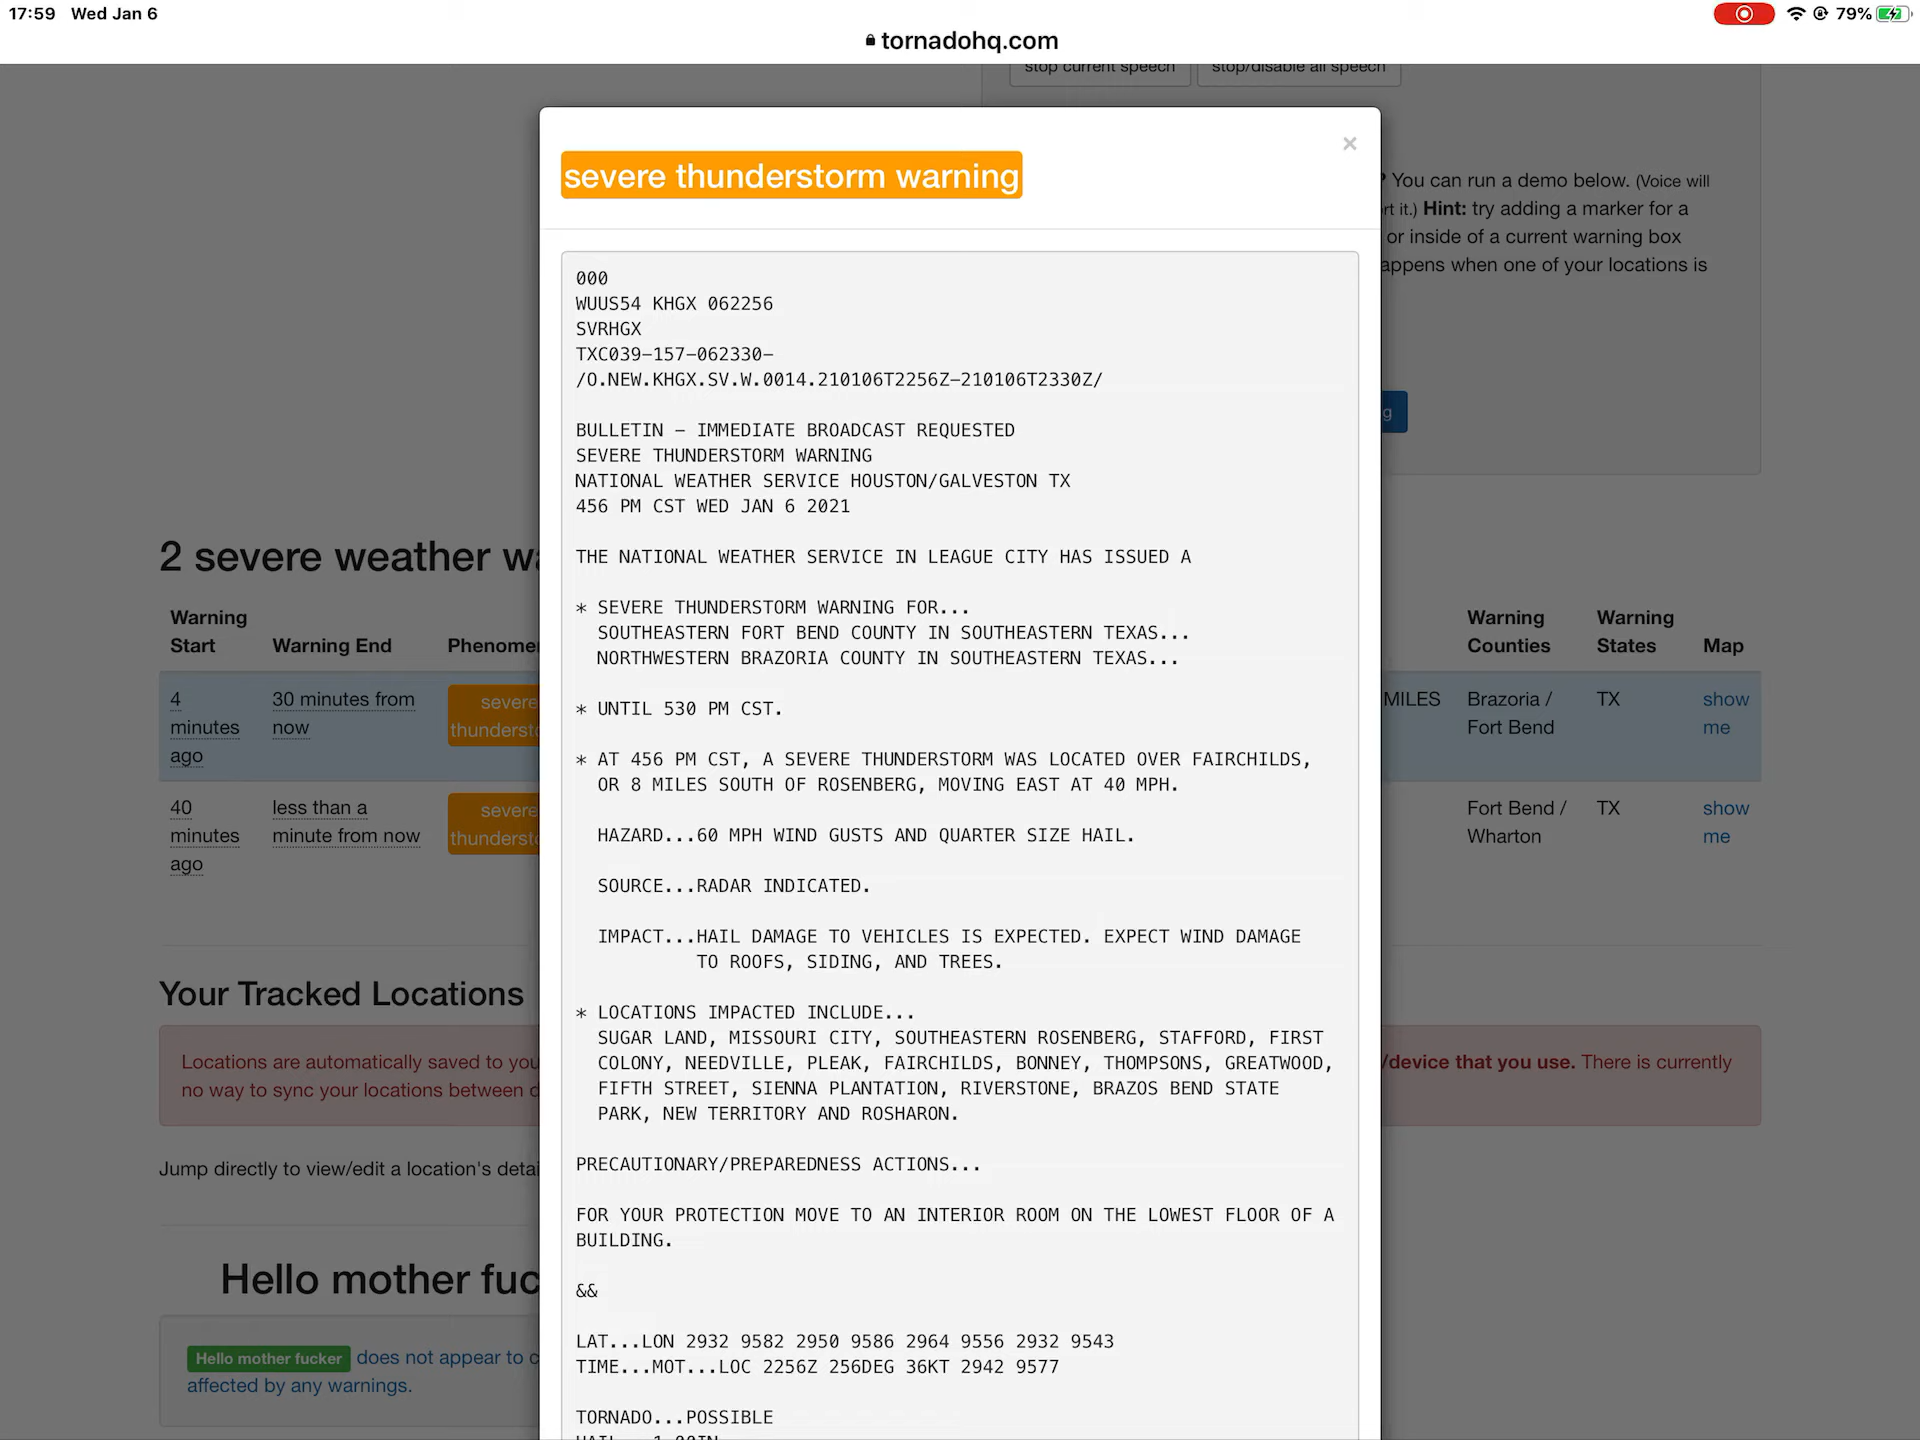 17:59 Wed Jan 6
79%
tornadohq.com
stop current speech stop/disable all speech
×
severe thunderstorm warning
? You can run a demo below. (Voice will
rt it.) Hint: try adding a marker for a
or inside of a current warning box
appens when one of your locations is
g
000
WUUS54 KHGX 062256
SVRHGX
TXC039-157-062330-
/O.NEW.KHGX.SV.W.0014.210106T2256Z-210106T2330Z/
BULLETIN - IMMEDIATE BROADCAST REQUESTED
SEVERE THUNDERSTORM WARNING
NATIONAL WEATHER SERVICE HOUSTON/GALVESTON TX
456 PM CST WED JAN 6 2021
THE NATIONAL WEATHER SERVICE IN LEAGUE CITY HAS ISSUED A
* SEVERE THUNDERSTORM WARNING FOR...
SOUTHEASTERN FORT BEND COUNTY IN SOUTHEASTERN TEXAS...
NORTHWESTERN BRAZORIA COUNTY IN SOUTHEASTERN TEXAS...
* UNTIL 530 PM CST.
* AT 456 PM CST, A SEVERE THUNDERSTORM WAS LOCATED OVER FAIRCHILDS,
OR 8 MILES SOUTH OF ROSENBERG, MOVING EAST AT 40 MPH.
HAZARD...60 MPH WIND GUSTS AND QUARTER SIZE HAIL.
SOURCE...RADAR INDICATED.
IMPACT...HAIL DAMAGE TO VEHICLES IS EXPECTED. EXPECT WIND DAMAGE
TO ROOFS, SIDING, AND TREES.
* LOCATIONS IMPACTED INCLUDE...
SUGAR LAND, MISSOURI CITY, SOUTHEASTERN ROSENBERG, STAFFORD, FIRST
COLONY, NEEDVILLE, PLEAK, FAIRCHILDS, BONNEY, THOMPSONS, GREATWOOD,
FIFTH STREET, SIENNA PLANTATION, RIVERSTONE, BRAZOS BEND STATE
PARK, NEW TERRITORY AND ROSHARON.
PRECAUTIONARY/PREPAREDNESS ACTIONS...
FOR YOUR PROTECTION MOVE TO AN INTERIOR ROOM ON THE LOWEST FLOOR OF A
BUILDING.
&&
LAT...LON 2932 9582 2950 9586 2964 9556 2932 9543
TIME...MOT...LOC 2256Z 256DEG 36KT 2942 9577
TORNADO...POSSIBLE
HAIL...1.00IN
2 severe weather wa
Warning Start Warning End Phenomen Warning Counties Warning States Map
4 minutes ago 30 minutes from now severe thundersto MILES Brazoria / Fort Bend TX show me
40 minutes ago less than a minute from now severe thundersto Fort Bend / Wharton TX show me
Your Tracked Locations
Locations are automatically saved to you /device that you use. There is currently
no way to sync your locations between d
Jump directly to view/edit a location's detai
Hello mother fuc
Hello mother fucker does not appear to c
affected by any warnings.